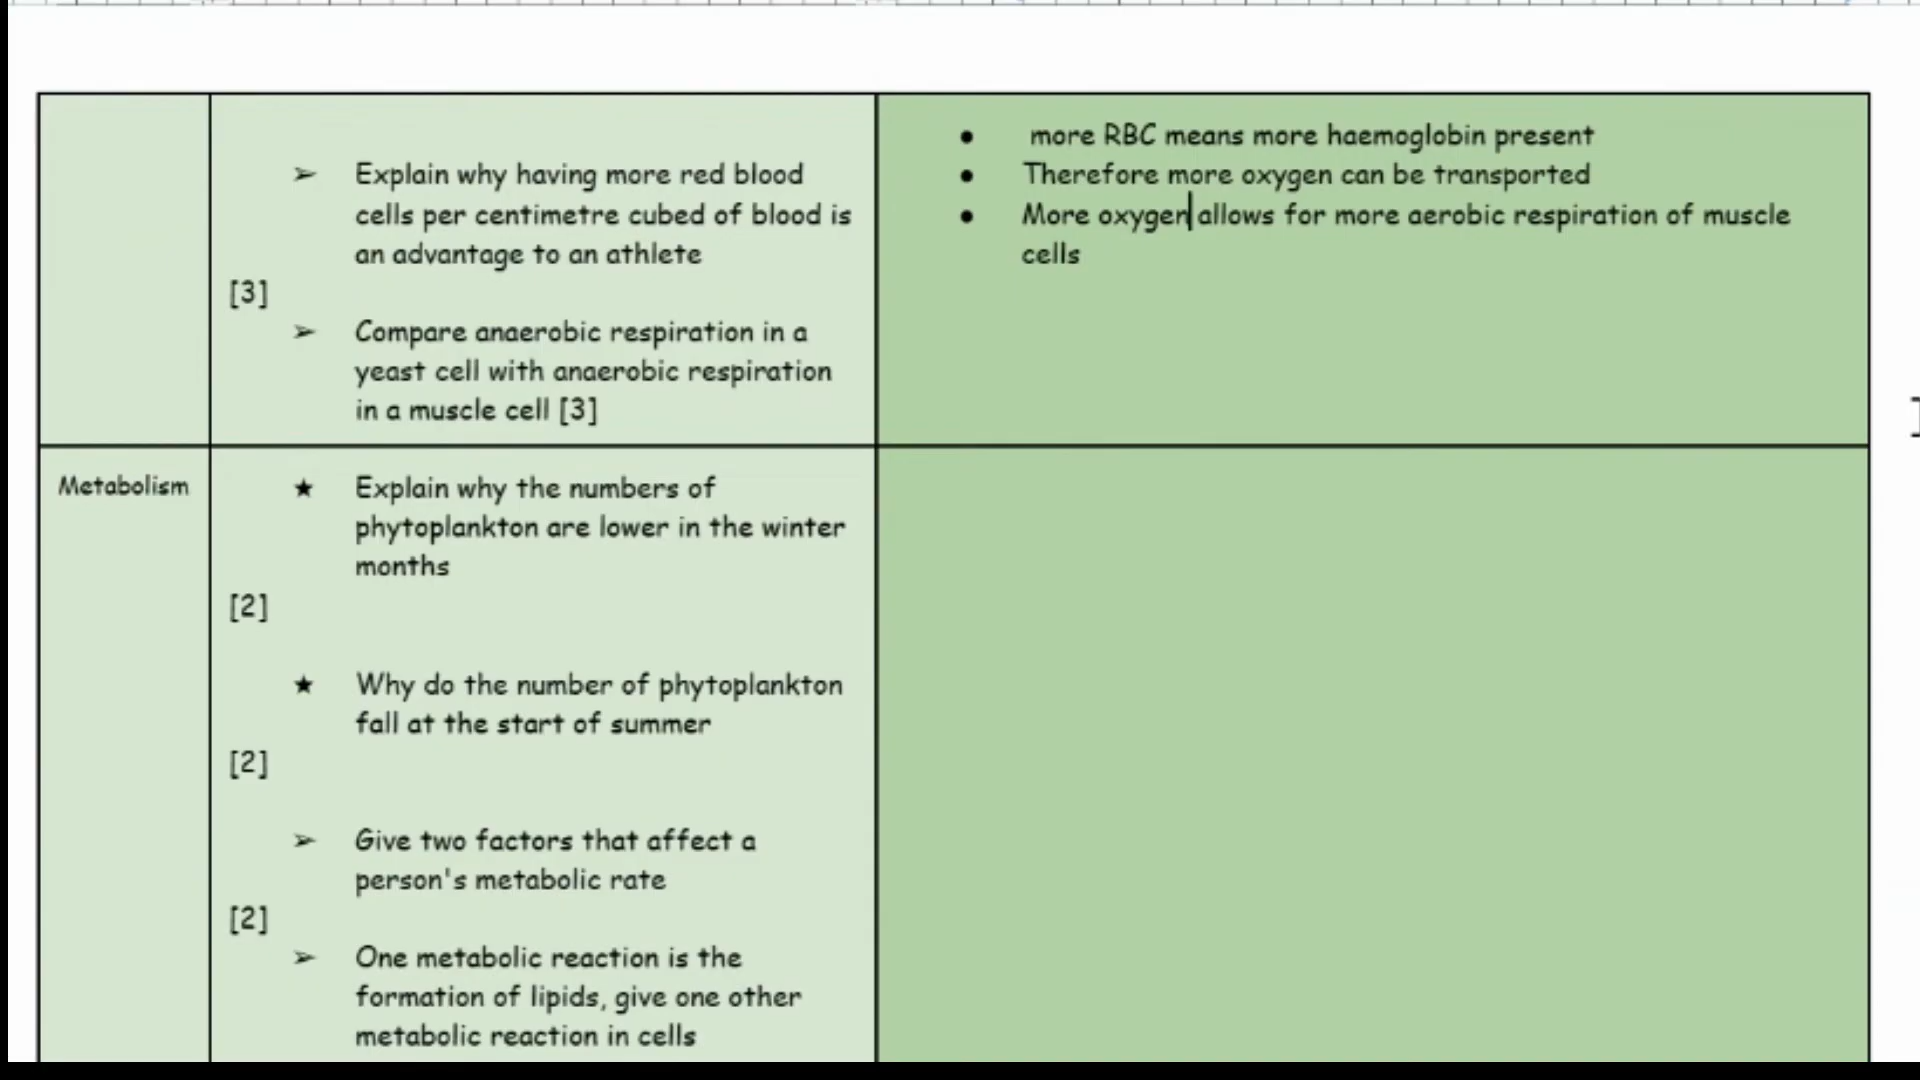 ➢ Explain why having more red blood
cells per centimetre cubed of blood is
an advantage to an athlete
[3]
➢ Compare anaerobic respiration in a
yeast cell with anaerobic respiration
in a muscle cell [3]
● more RBC means more haemoglobin present
● Therefore more oxygen can be transported
● More oxygen allows for more aerobic respiration of muscle
cells
Metabolism
★ Explain why the numbers of
phytoplankton are lower in the winter
months
[2]
★ Why do the number of phytoplankton
fall at the start of summer
[2]
➢ Give two factors that affect a
person's metabolic rate
[2]
➢ One metabolic reaction is the
formation of lipids, give one other
metabolic reaction in cells